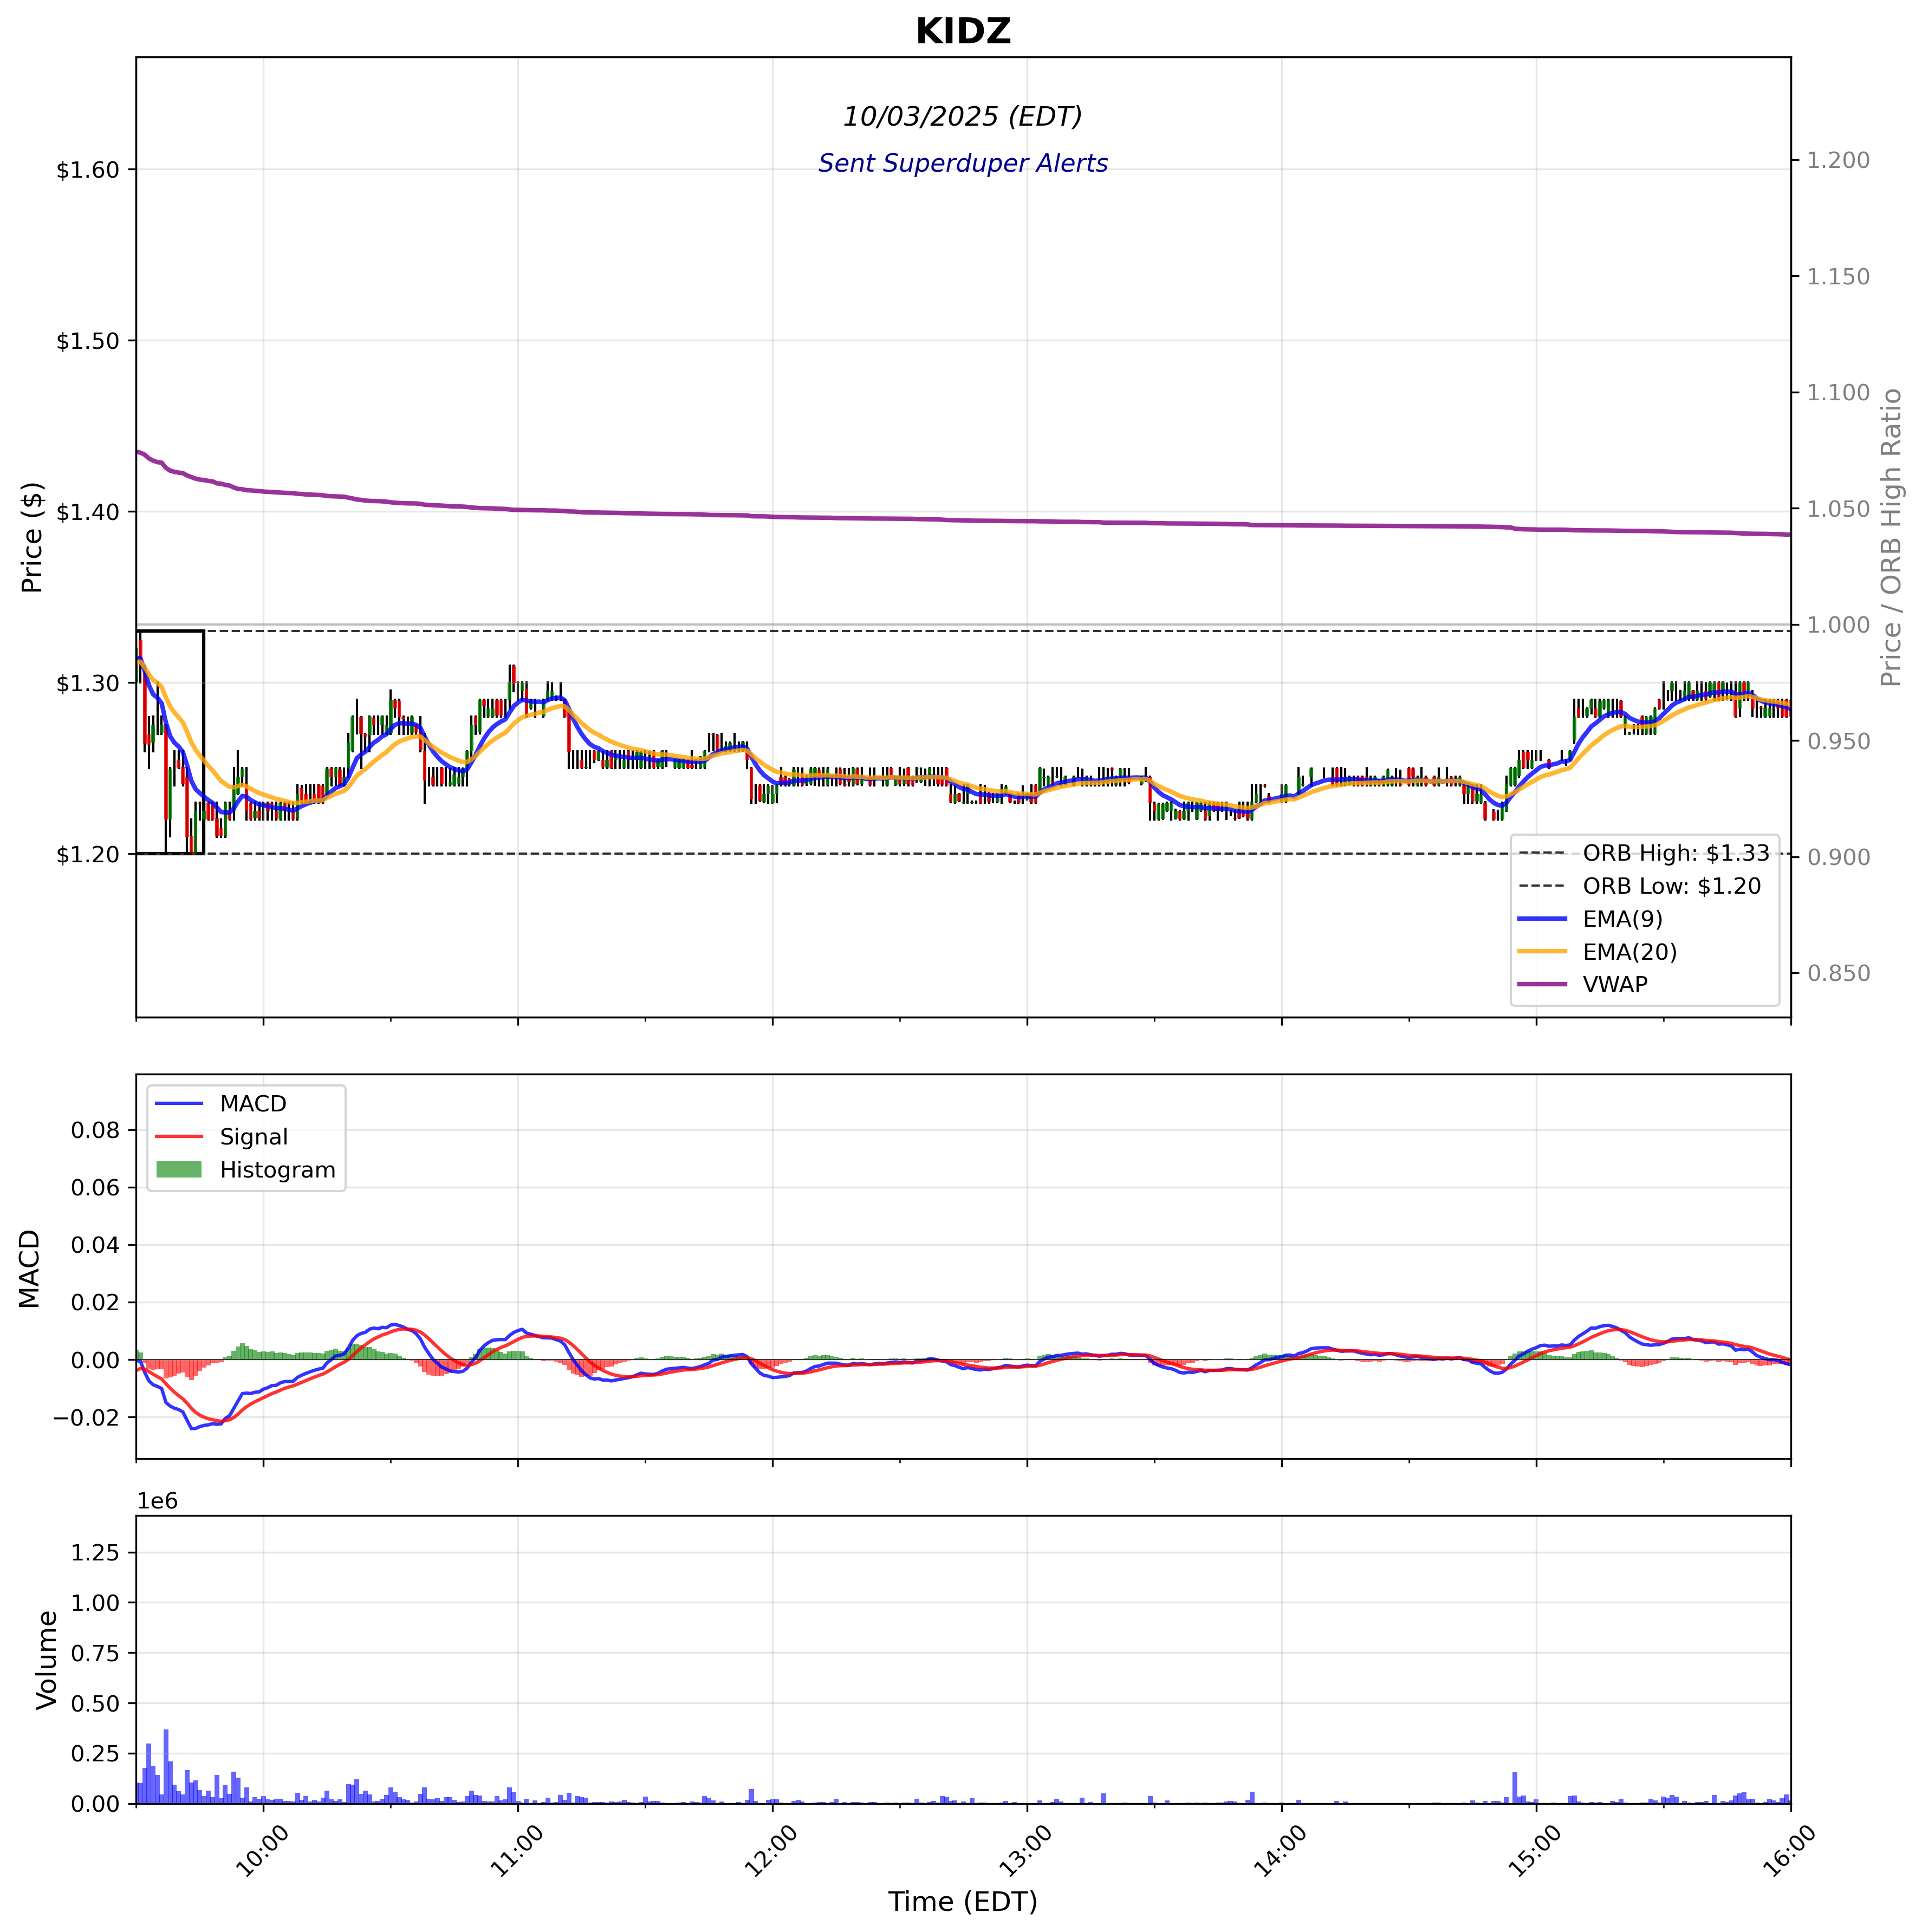 KIDZ
10/03/2025 (EDT)
Sent Superduper Alerts
Price ($)
$1.60
$1.50
$1.40
$1.30
$1.20
1.200
1.150
1.100
1.050
1.000
0.950
0.900
0.850
Price / ORB High Ratio
ORB High: $1.33
ORB Low: $1.20
EMA(9)
EMA(20)
VWAP
MACD
Signal
Histogram
MACD
0.08
0.06
0.04
0.02
0.00
−0.02
1e6
Volume
1.25
1.00
0.75
0.50
0.25
0.00
10:00
11:00
12:00
13:00
14:00
15:00
16:00
Time (EDT)